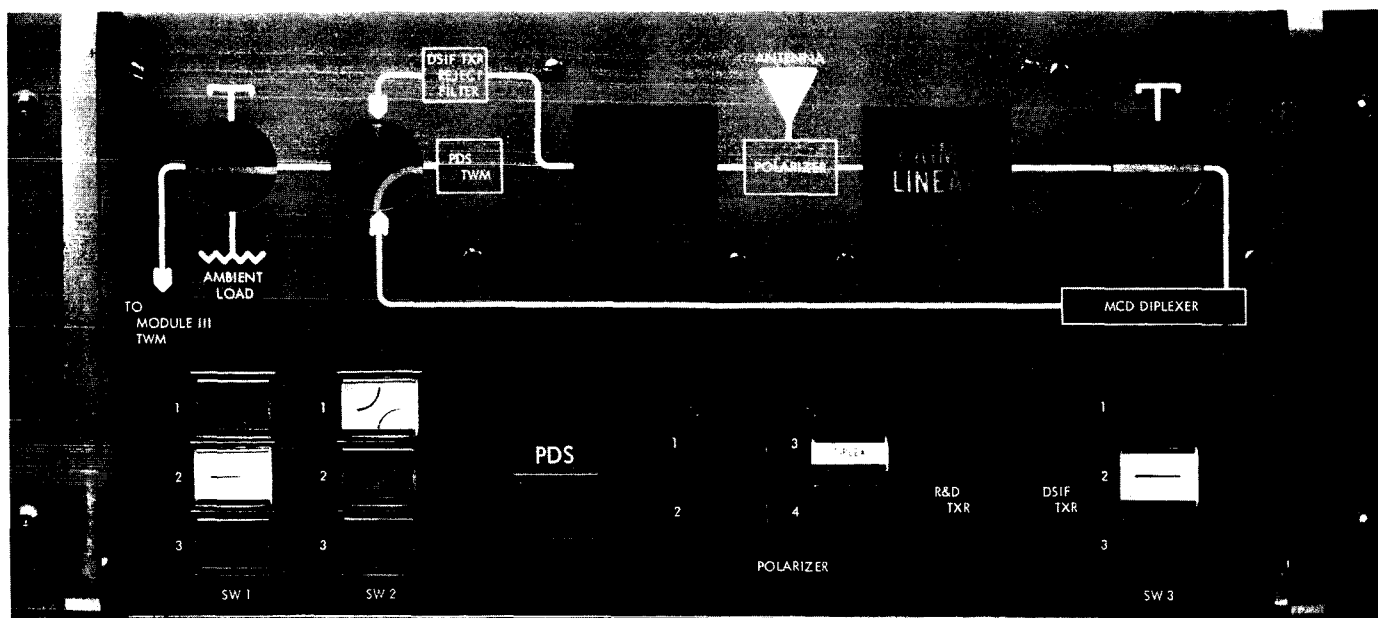 DSIF TXR
REJECT
FILTER
ANTENNA
PDS
TWM
POLARIZER
LINEAR
AMBIENT
LOAD
TO
MODULE III
TWM
MCD DIPLEXER
1
2
3
SW 1
1
2
3
SW 2
PDS
1
2
3
4
POLARIZER
R&D
TXR
DSIF
TXR
1
2
3
SW 3